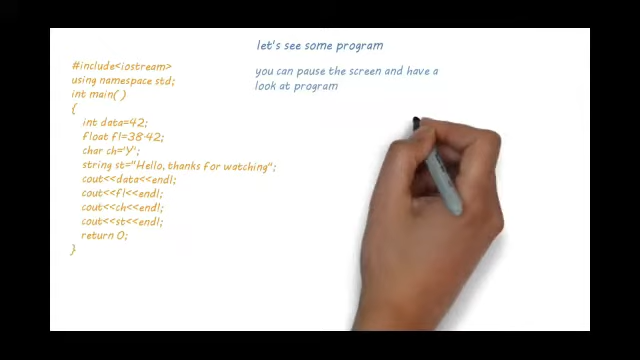 let's see some program
you can pause the screen and have a
look at program
#include<iostream>
using namespace std;
int main( )
{
int data=42;
float fl=38.42;
char ch='Y';
string st="Hello, thanks for watching";
cout<<data<<endl;
cout<<fl<<endl;
cout<<ch<<endl;
cout<<st<<endl;
return 0;
}